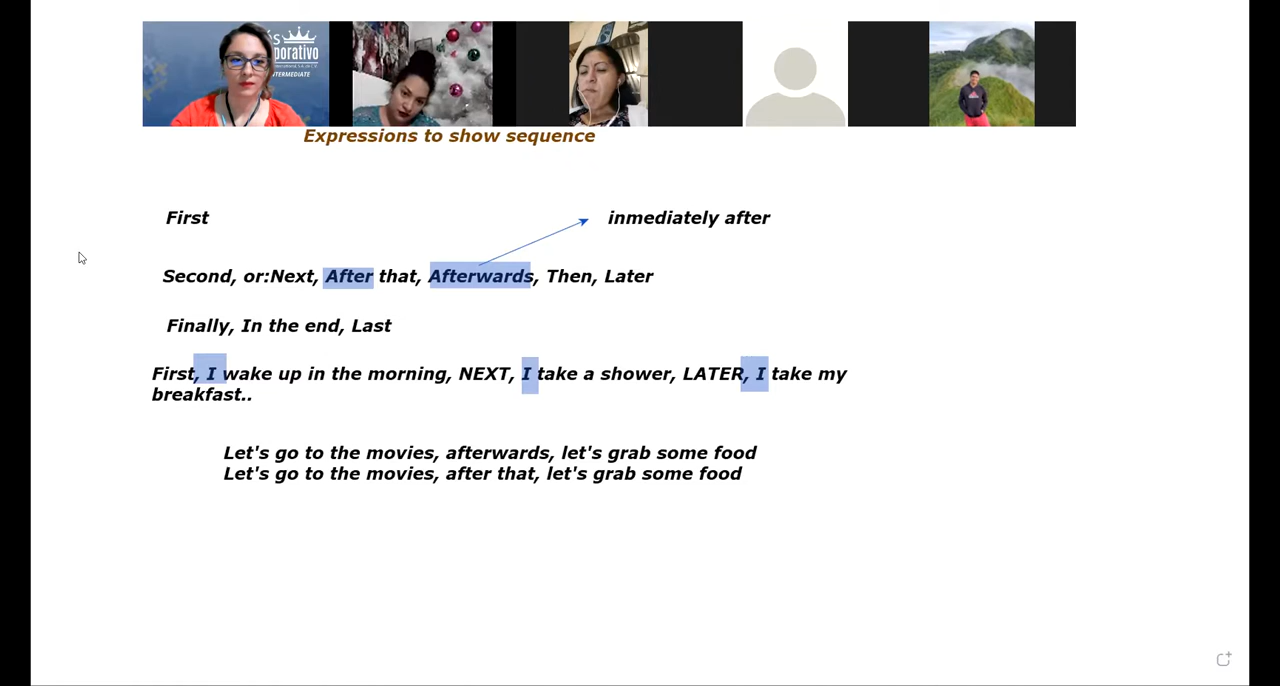 s
porativo
NTERMEDIATE
Expressions to show sequence
First
inmediately after
Second, or:Next, After that, Afterwards, Then, Later
Finally, In the end, Last
First, I wake up in the morning, NEXT, I take a shower, LATER, I take my
breakfast..
Let's go to the movies, afterwards, let's grab some food
Let's go to the movies, after that, let's grab some food